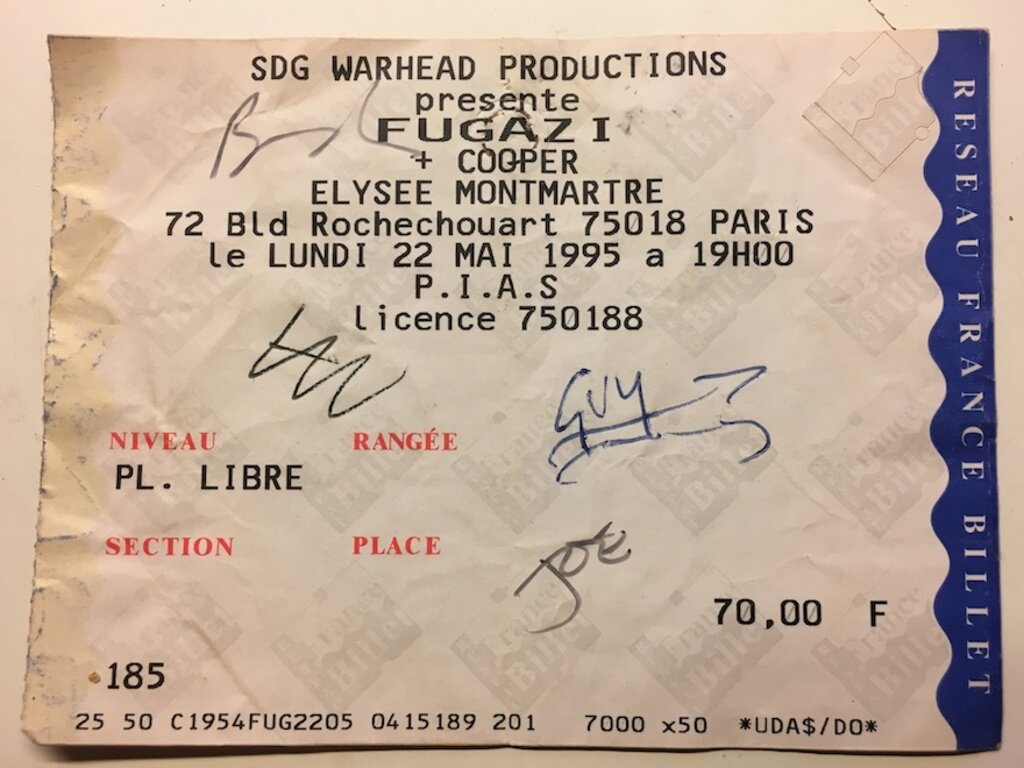 SDG WARHEAD PRODUCTIONS
presente
FUGAZI
+ COOPER
ELYSEE MONTMARTRE
72 Bld Rochechouart 75018 PARIS
le LUNDI 22 MAI 1995 a 19H00
P.I.A.S
licence 750188
GUY
NIVEAU RANGÉE
PL. LIBRE
SECTION PLACE
JOE
70,00 F
185
25 50 C1954FUG2205 0415189 201 7000 x50 *UDA$/DO*
RESEAU FRANCE BILLET